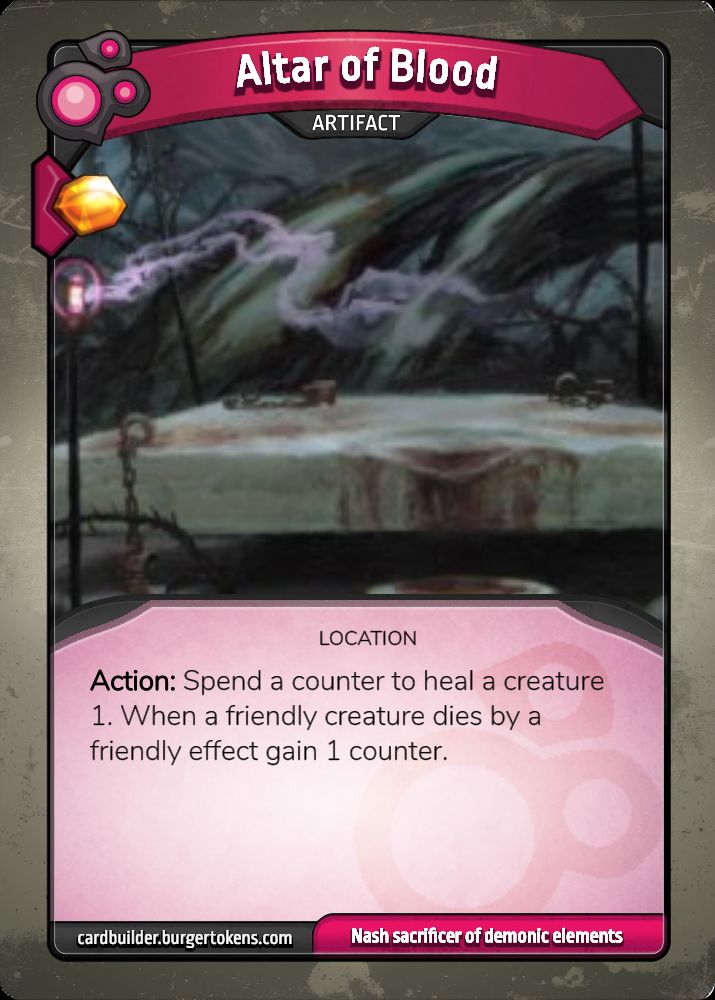 Altar of Blood
ARTIFACT
LOCATION
Action: Spend a counter to heal a creature
1. When a friendly creature dies by a
friendly effect gain 1 counter.
cardbuilder.burgertokens.com
Nash sacrificer of demonic elements